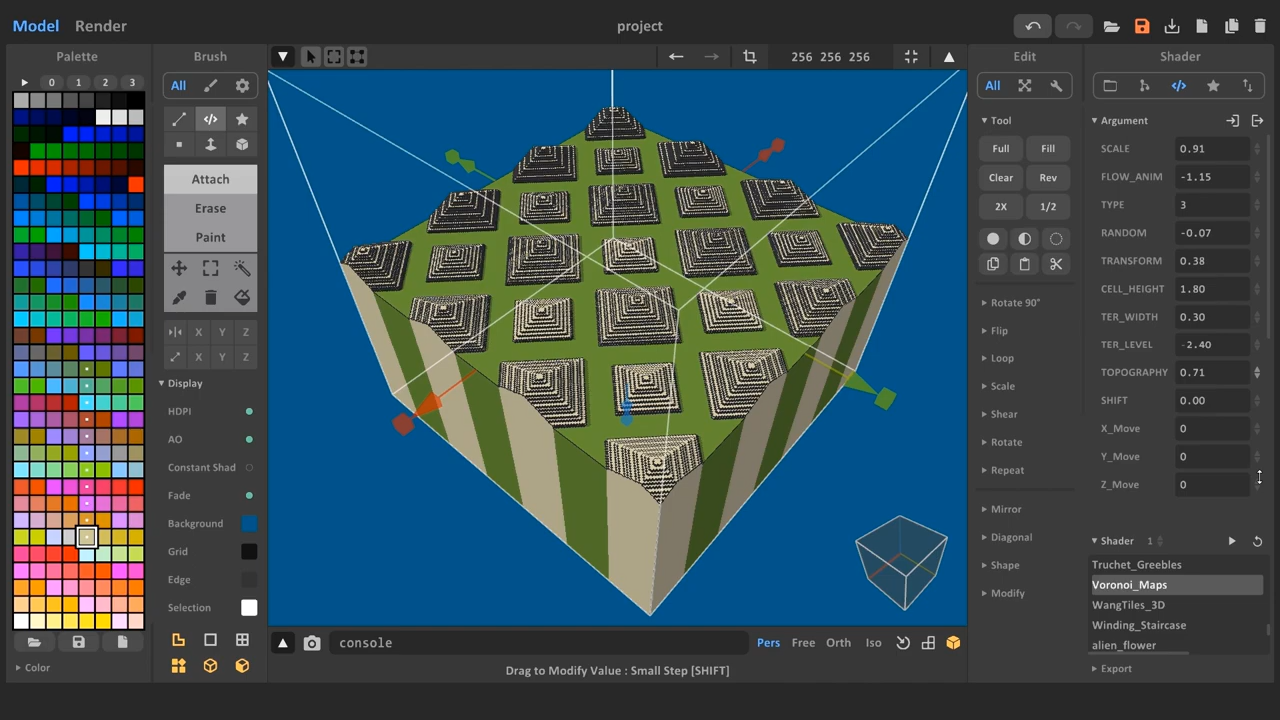 Model Render project
Palette Brush 256 256 256 Edit Shader
0 1 2 3
All
All
Tool
Argument
Attach
Erase
Paint
X Y Z
X Y Z
Display
HDPI
AO
Constant Shad
Fade
Background
Grid
Edge
Selection
Color
console
Pers Free Orth Iso
Drag to Modify Value : Small Step [SHIFT]
Full Fill
Clear Rev
2X 1/2
Rotate 90°
Flip
Loop
Scale
Shear
Rotate
Repeat
Mirror
Diagonal
Shape
Modify
SCALE 0.91
FLOW_ANIM -1.15
TYPE 3
RANDOM -0.07
TRANSFORM 0.38
CELL_HEIGHT 1.80
TER_WIDTH 0.30
TER_LEVEL -2.40
TOPOGRAPHY 0.71
SHIFT 0.00
X_Move 0
Y_Move 0
Z_Move 0
Shader 1
Truchet_Greebles
Voronoi_Maps
WangTiles_3D
Winding_Staircase
alien_flower
Export